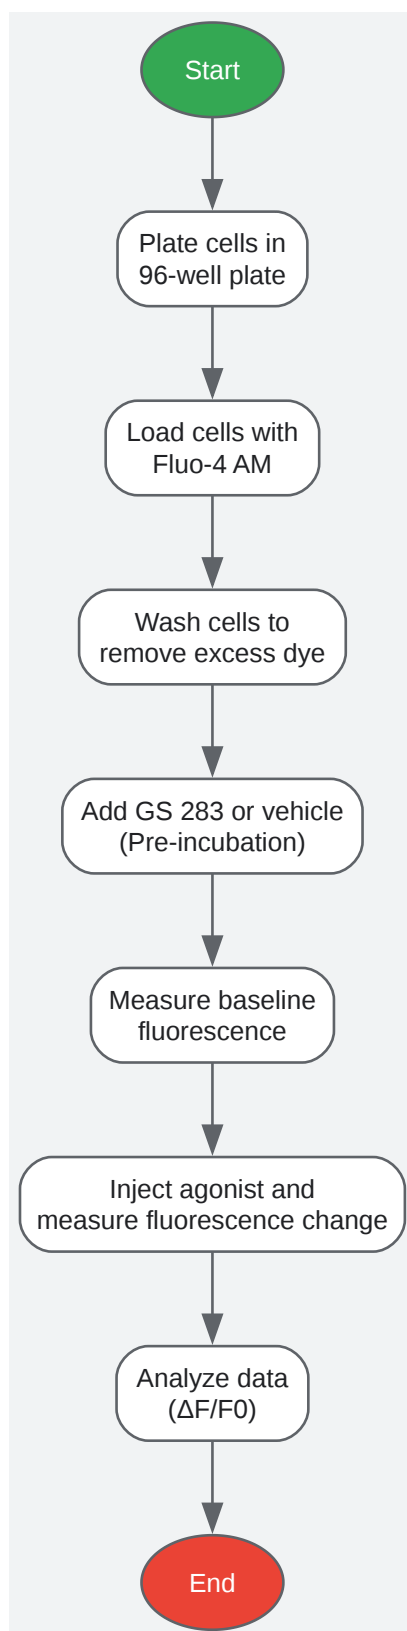 Start
Plate cells in
96-well plate
Load cells with
Fluo-4 AM
Wash cells to
remove excess dye
Add GS 283 or vehicle
(Pre-incubation)
Measure baseline
fluorescence
Inject agonist and
measure fluorescence change
Analyze data
(ΔF/F0)
End